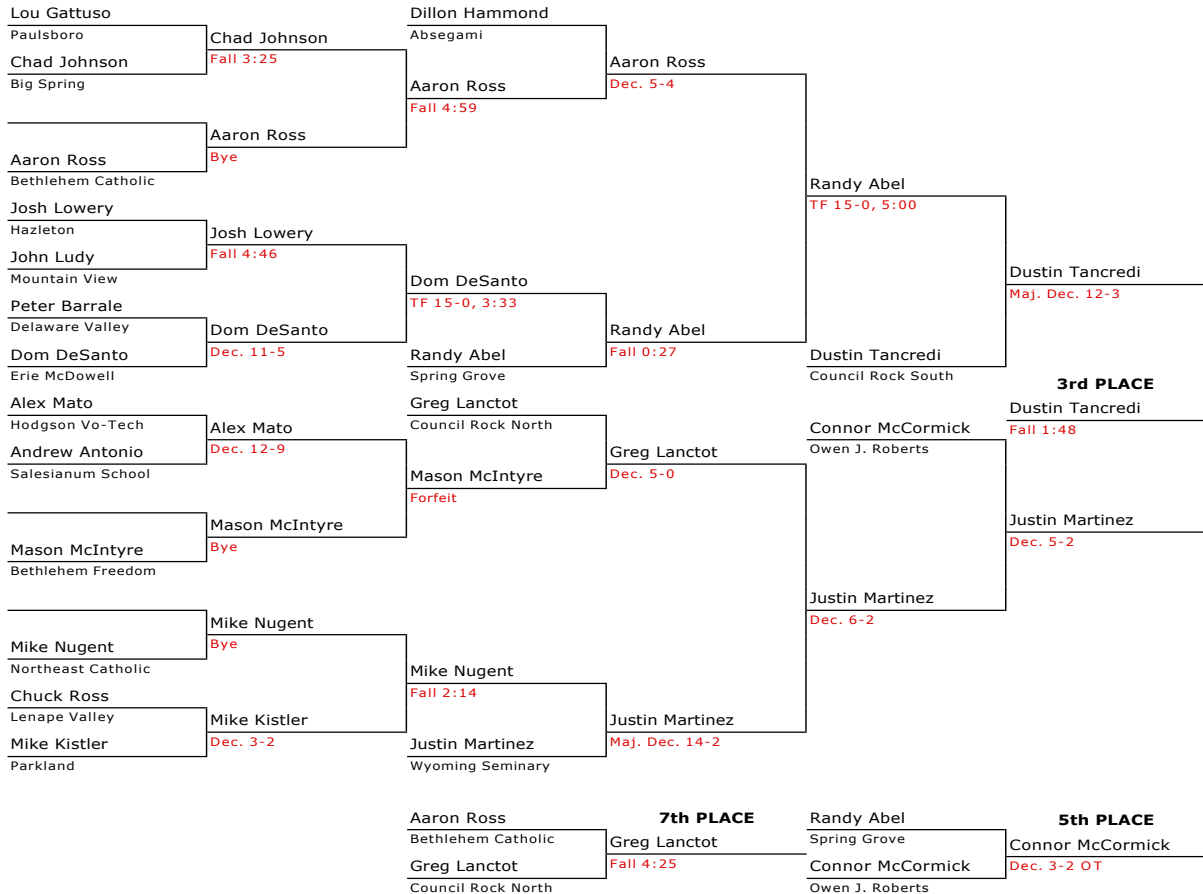 Lou Gattuso
Paulsboro
Chad Johnson
Big Spring
Aaron Ross
Bethlehem Catholic
Josh Lowery
Hazleton
John Ludy
Mountain View
Peter Barrale
Delaware Valley
Dom DeSanto
Erie McDowell
Alex Mato
Hodgson Vo-Tech
Andrew Antonio
Salesianum School
Mason McIntyre
Bethlehem Freedom
Mike Nugent
Northeast Catholic
Chuck Ross
Lenape Valley
Mike Kistler
Parkland
Chad Johnson
Fall 3:25
Aaron Ross
Bye
Josh Lowery
Fall 4:46
Dom DeSanto
Dec. 11-5
Alex Mato
Dec. 12-9
Mason McIntyre
Bye
Mike Nugent
Bye
Mike Kistler
Dec. 3-2
Dillon Hammond
Absegami
Aaron Ross
Fall 4:59
Dom DeSanto
TF 15-0, 3:33
Randy Abel
Spring Grove
Greg Lanctot
Council Rock North
Mason McIntyre
Forfeit
Mike Nugent
Fall 2:14
Justin Martinez
Wyoming Seminary
Aaron Ross
Dec. 5-4
Randy Abel
Fall 0:27
Greg Lanctot
Dec. 5-0
Justin Martinez
Maj. Dec. 14-2
Randy Abel
TF 15-0, 5:00
Dustin Tancredi
Council Rock South
Connor McCormick
Owen J. Roberts
Justin Martinez
Dec. 6-2
Dustin Tancredi
Maj. Dec. 12-3
3rd PLACE
Dustin Tancredi
Fall 1:48
Justin Martinez
Dec. 5-2
Aaron Ross
Bethlehem Catholic
Greg Lanctot
Council Rock North
7th PLACE
Greg Lanctot
Fall 4:25
Randy Abel
Spring Grove
Connor McCormick
Owen J. Roberts
5th PLACE
Connor McCormick
Dec. 3-2 OT